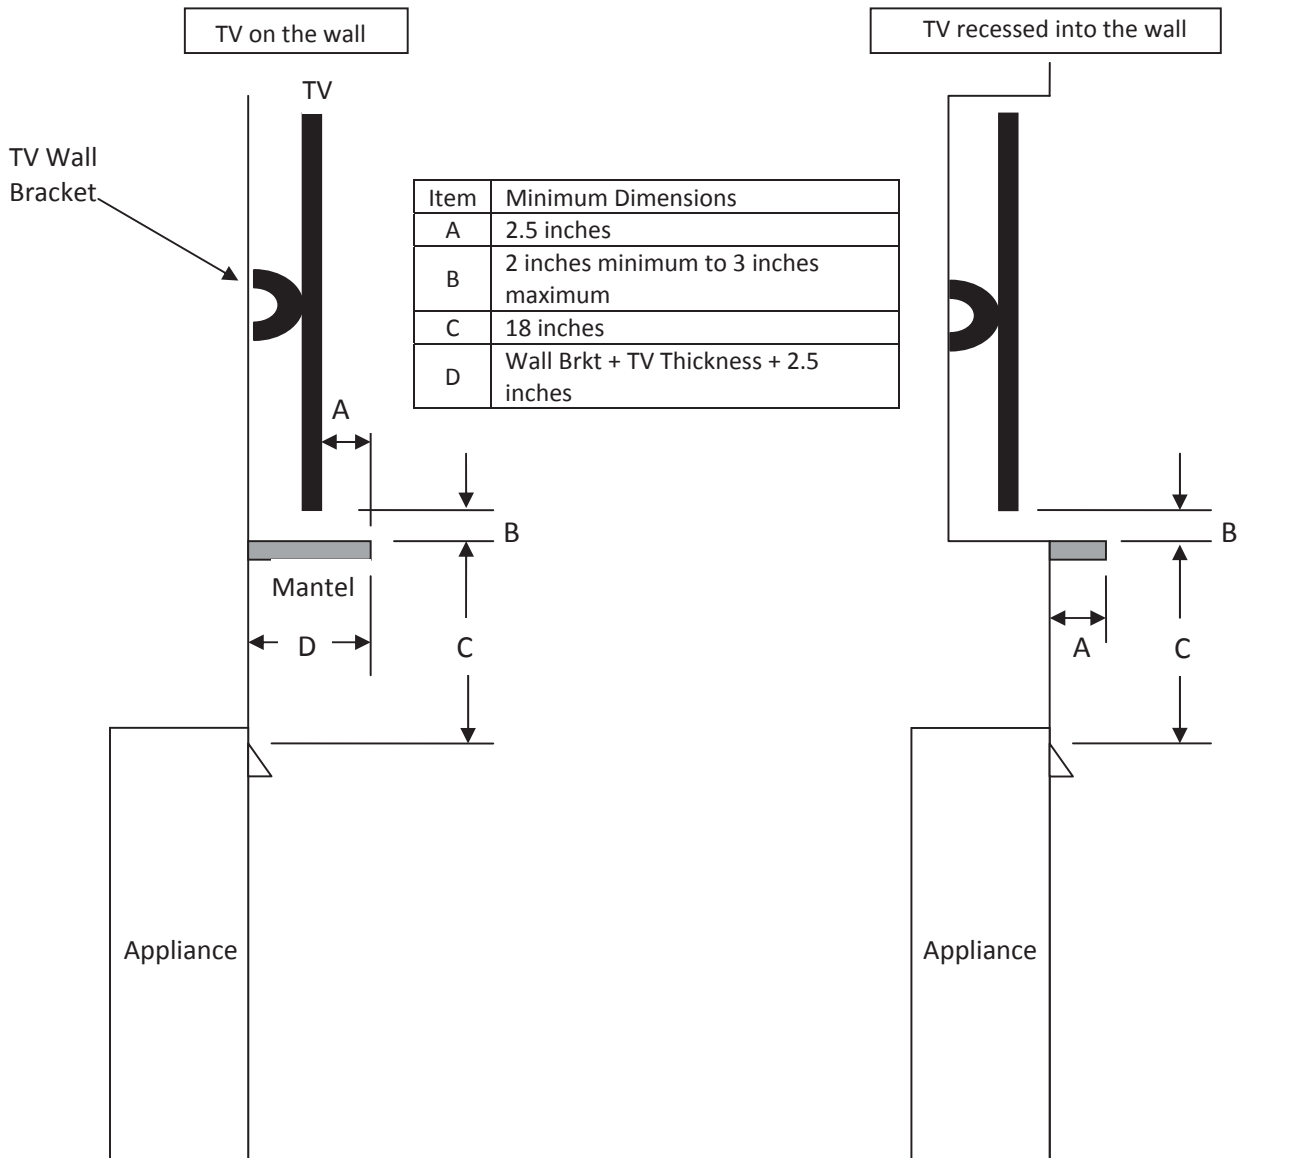 TV on the wall
TV recessed into the wall
TV
TV Wall
Bracket
Item Minimum Dimensions
A 2.5 inches
B 2 inches minimum to 3 inches
maximum
C 18 inches
D Wall Brkt + TV Thickness + 2.5
inches
A
B
B
Mantel
D
C
A
C
Appliance
Appliance